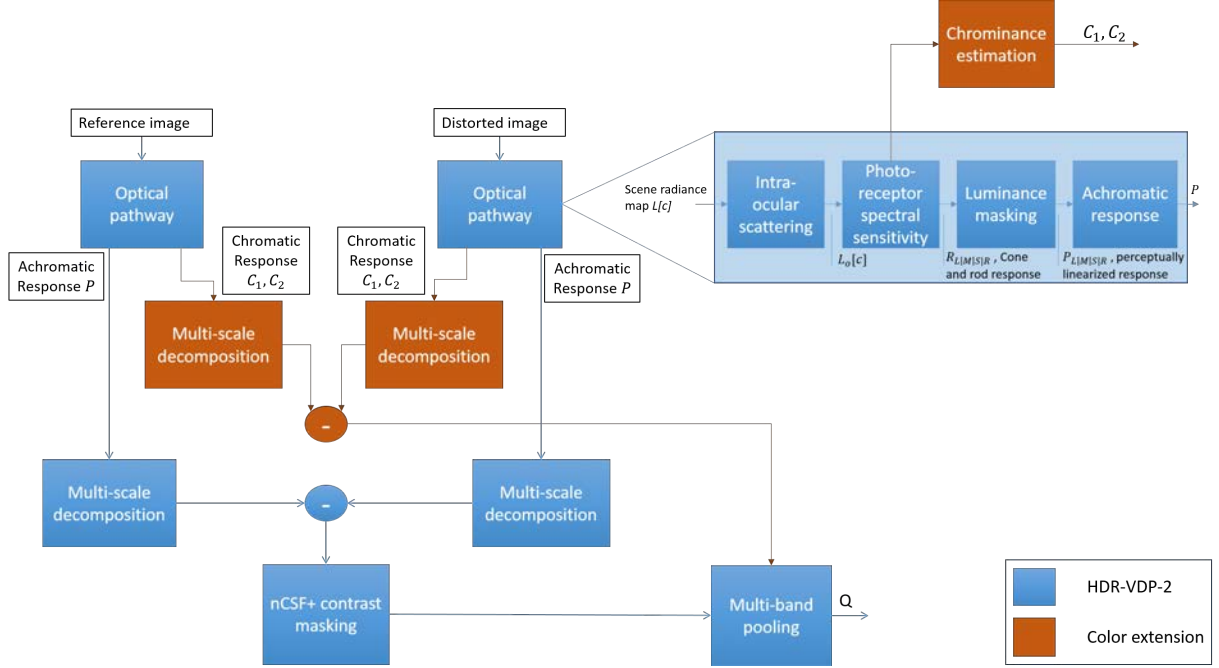 Chrominance
estimation
C₁, C₂
Reference image
Distorted image
Optical
pathway
Optical
pathway
Scene radiance
map L[c]
Intra-
ocular
scattering
Photo-
receptor
spectral
sensitivity
Luminance
masking
Achromatic
response
P
Lₒ[c]
R_{L|M|S|R} , Cone
and rod response
P_{L|M|S|R} , perceptually
linearized response
Achromatic
Response P
Chromatic
Response
C₁, C₂
Chromatic
Response
C₁, C₂
Achromatic
Response P
Multi-scale
decomposition
Multi-scale
decomposition
-
Multi-scale
decomposition
-
Multi-scale
decomposition
nCSF+ contrast
masking
Multi-band
pooling
Q
HDR-VDP-2
Color extension